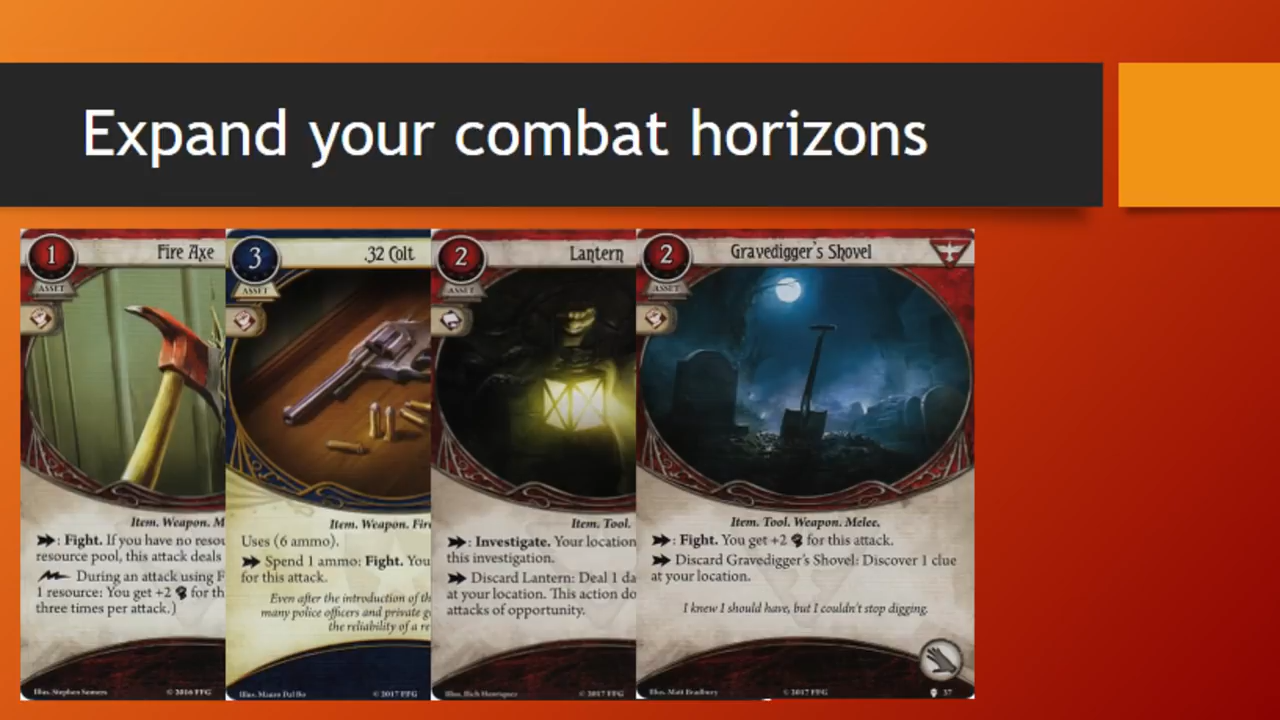 Expand your combat horizons
1
Fire Axe
ASSET
Item. Weapon. M
: Fight. If you have no resou
resource pool, this attack deals
During an attack using F
1 resource: You get +2 for th
three times per attack.)
Illus. Stephen Somers
© 2016 FFG
3
.32 Colt
ASSET
Item. Weapon. Fire
Uses (6 ammo).
Spend 1 ammo: Fight. You
for this attack.
Even after the introduction of th
many police officers and private ge
the reliability of a re
© 2017 FFG
2
Lantern
ASSET
Item. Tool.
: Investigate. Your location
this investigation.
Discard Lantern: Deal 1 da
at your location. This action do
attacks of opportunity.
© 2017 FFG
2
Gravedigger's Shovel
ASSET
Item. Tool. Weapon. Melee.
: Fight. You get +2 for this attack.
Discard Gravedigger's Shovel: Discover 1 clue
at your location.
I knew I should have, but I couldn't stop digging.
Illus. Matt Bradbury
© 2017 FFG
37